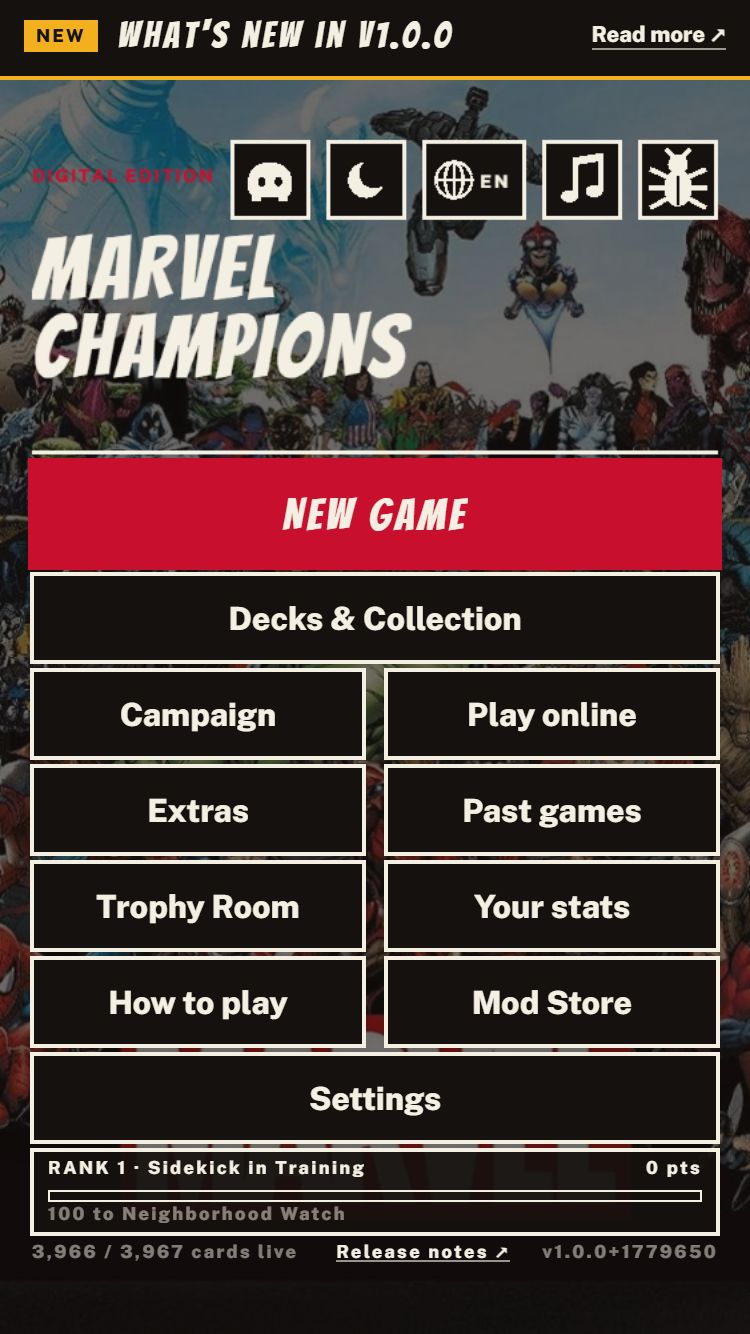 NEW WHAT'S NEW IN V1.0.0 Read more ↗
DIGITAL EDITION
EN
MARVEL
CHAMPIONS
NEW GAME
Decks & Collection
Campaign
Play online
Extras
Past games
Trophy Room
Your stats
How to play
Mod Store
Settings
RANK 1 · Sidekick in Training 0 pts
100 to Neighborhood Watch
3,966 / 3,967 cards live Release notes ↗ v1.0.0+1779650